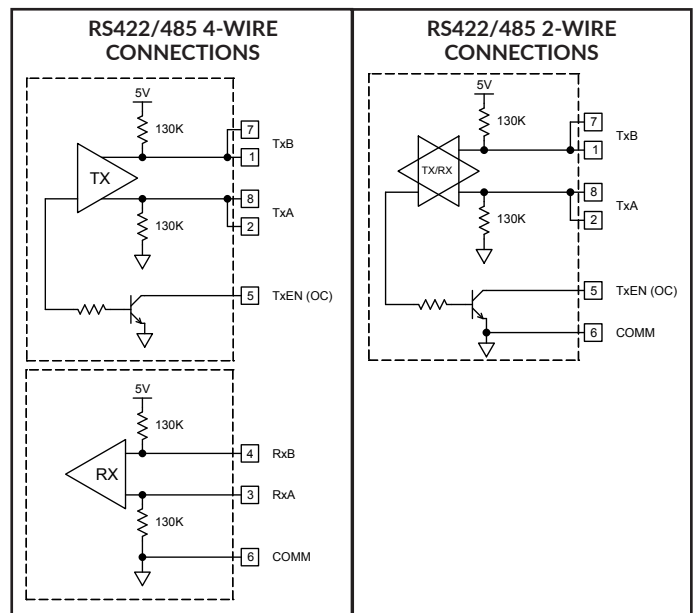 RS422/485 4-WIRE
CONNECTIONS
5V
130K
7
TxB
1
TX
8
TxA
130K
2
5
TxEN (OC)
5V
130K
4
RxB
RX
3
RxA
130K
6
COMM
RS422/485 2-WIRE
CONNECTIONS
5V
130K
7
TxB
1
TX/RX
8
TxA
130K
2
5
TxEN (OC)
6
COMM